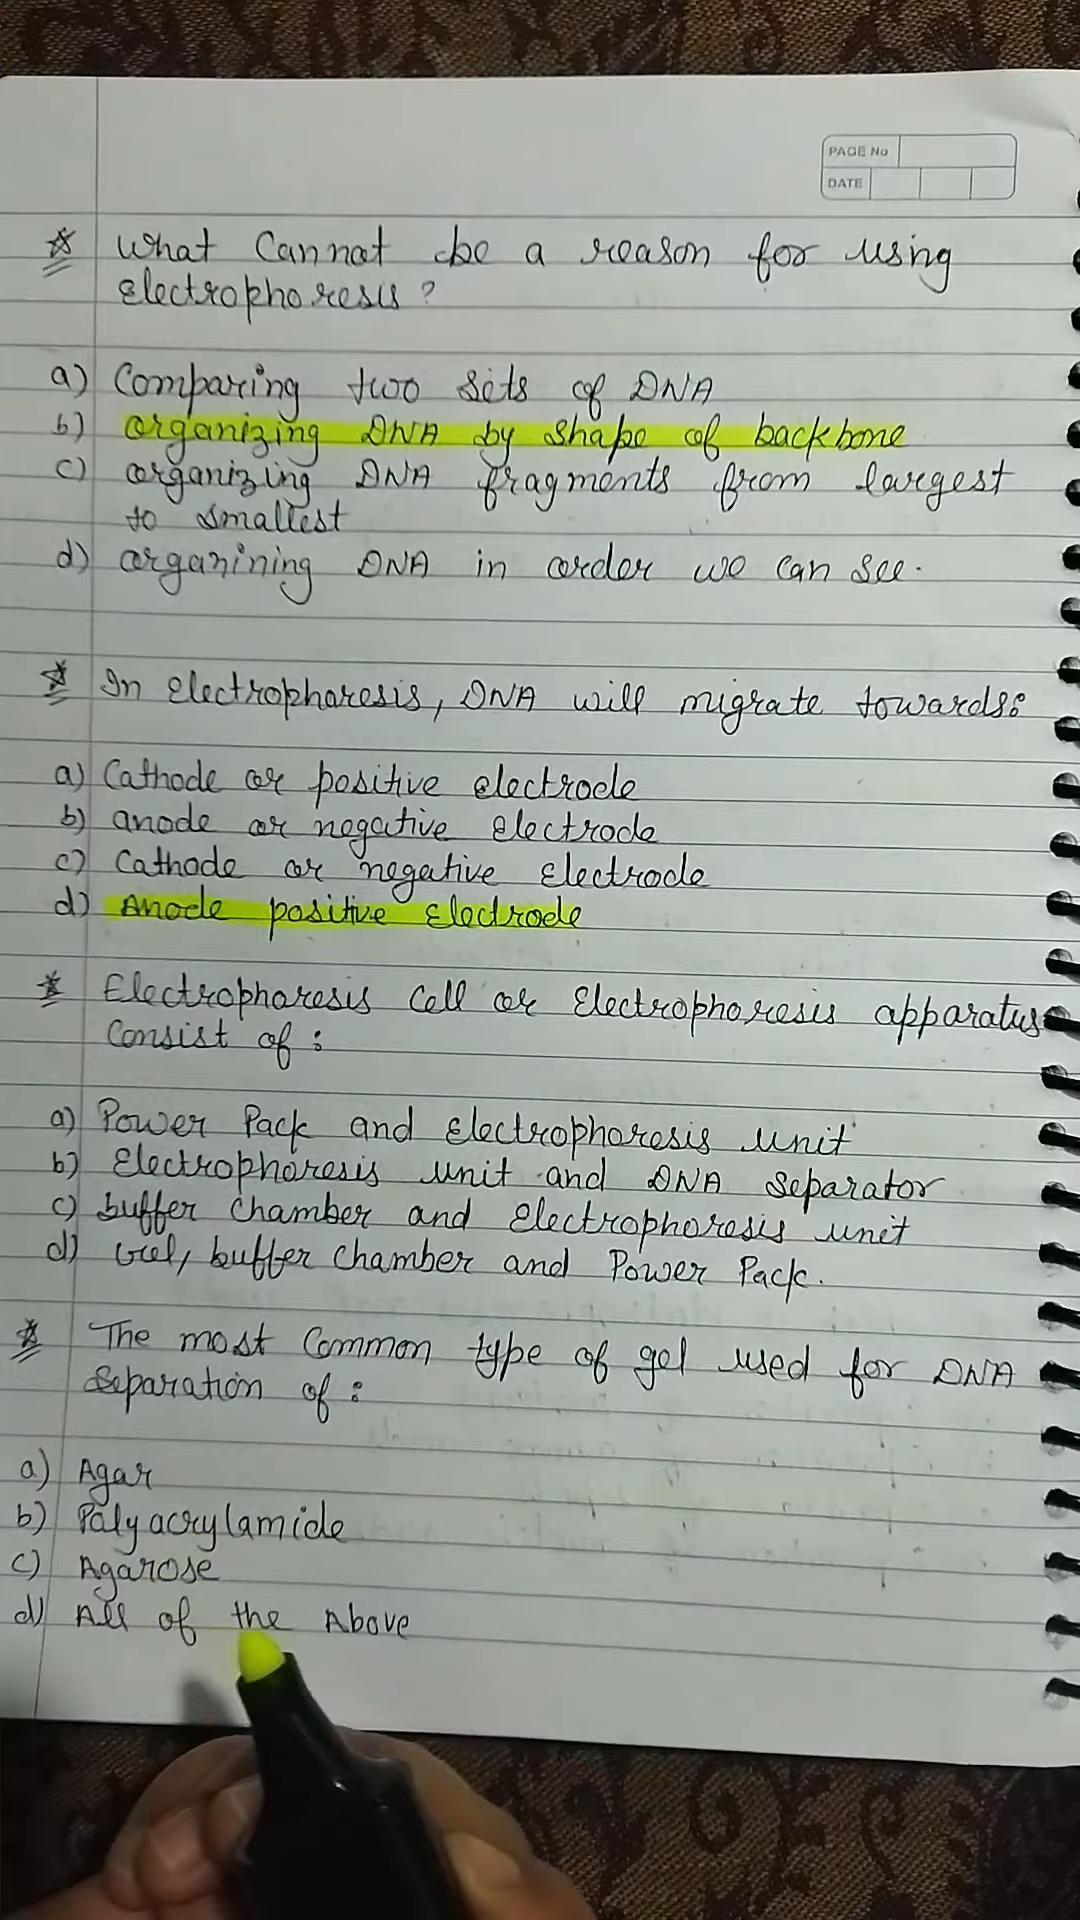 PAGE No
DATE
What Cannot be a reason for using
Electrophoresis?
a) Comparing two sets of DNA
b) organizing DNA by shape of backbone
c) organizing DNA fragments from largest
to smallest
d) organining DNA in order we can see.
In electrophoresis, DNA will migrate towards:
a) Cathode or positive electrode
b) anode or negative electrode
c) Cathode or negative Electrode
d) Anode positive Electrode
Electrophoresis Cell or Electrophoresis apparatus
Consist of:
a) Power Pack and Electrophoresis unit
b) Electrophoresis unit and DNA separator
c) buffer chamber and electrophoresis unit
d) Gel, buffer chamber and Power Pack.
The most Common type of gel used for DNA
Separation of:
a) Agar
b) Polyacrylamide
c) Agarose
d) All of the Above